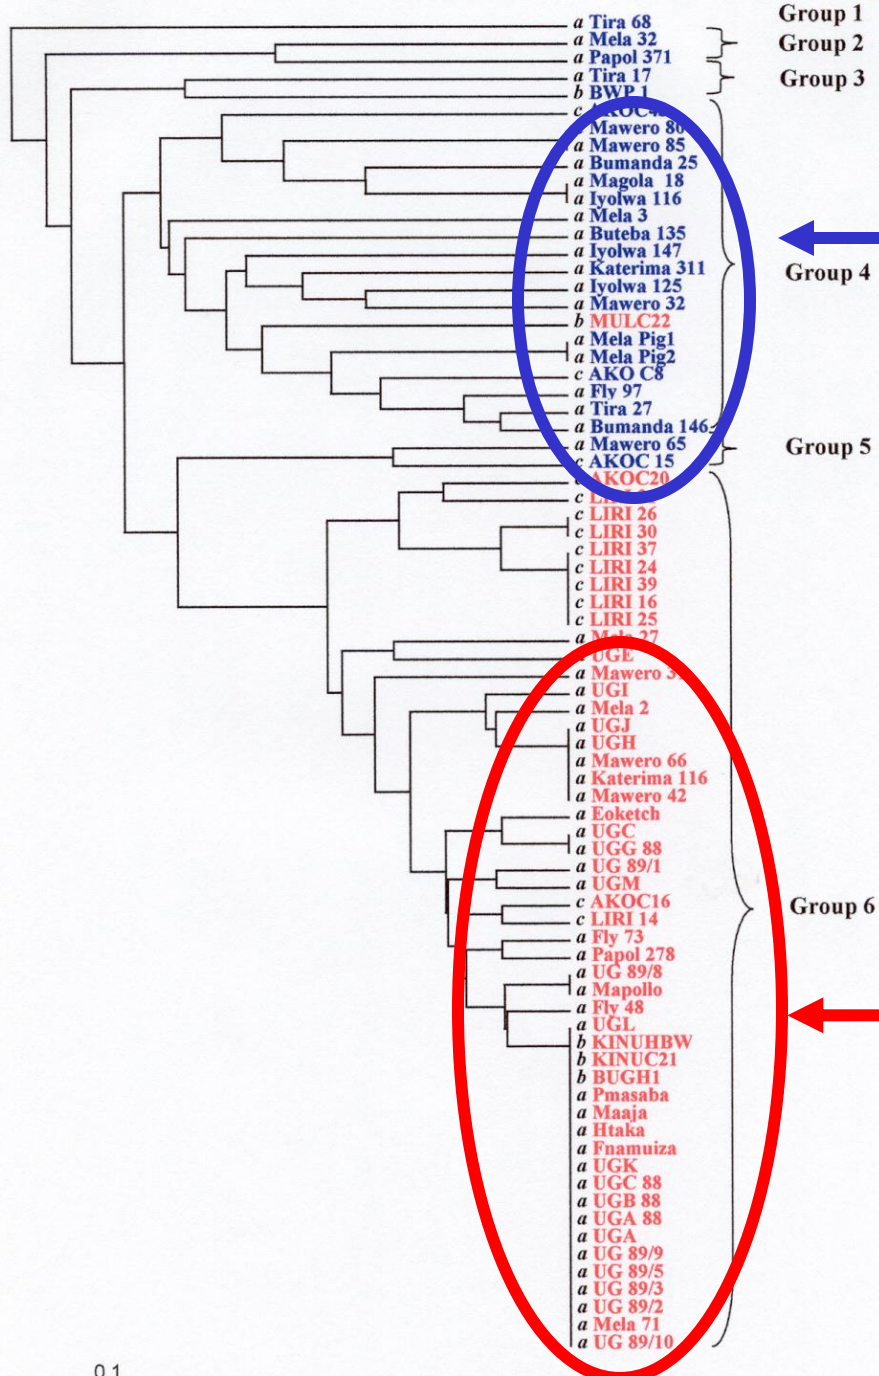 Group 1
a Tira 68
a Mela 32
Group 2
a Papol 371
a Tira 17
Group 3
b BWP 1
c
Mawero 86
a Mawero 85
a Bumanda 25
a Magola 18
a Iyolwa 116
a Mela 3
a Buteba 135
a Iyolwa 147
a Katerima 311
Group 4
a Iyolwa 125
a Mawero 32
b MULC22
a Mela Pig1
a Mela Pig2
c AKO C8
a Fly 97
a Tira 27
a Bumanda 146
a Mawero 65
Group 5
c AKOC 15
c AKOC20
c
c LIRI 26
c LIRI 30
c LIRI 37
c LIRI 24
c LIRI 39
c LIRI 16
c LIRI 25
a Mela 27
a UGE
a Mawero
a UGI
a Mela 2
a UGJ
a UGH
a Mawero 66
a Katerima 116
a Mawero 42
a Eoketch
a UGC
a UGG 88
a UG 89/1
a UGM
c AKOC16
Group 6
c LIRI 14
a Fly 73
a Papol 278
a UG 89/8
a Mapollo
a Fly 48
a UGL
b KINUHBW
b KINUC21
b BUGH1
a Pmasaba
a Maaja
a Htaka
a Fnamuiza
a UGK
a UGC 88
a UGB 88
a UGA 88
a UGA
a UG 89/9
a UG 89/5
a UG 89/3
a UG 89/2
a Mela 71
a UG 89/10
0.1